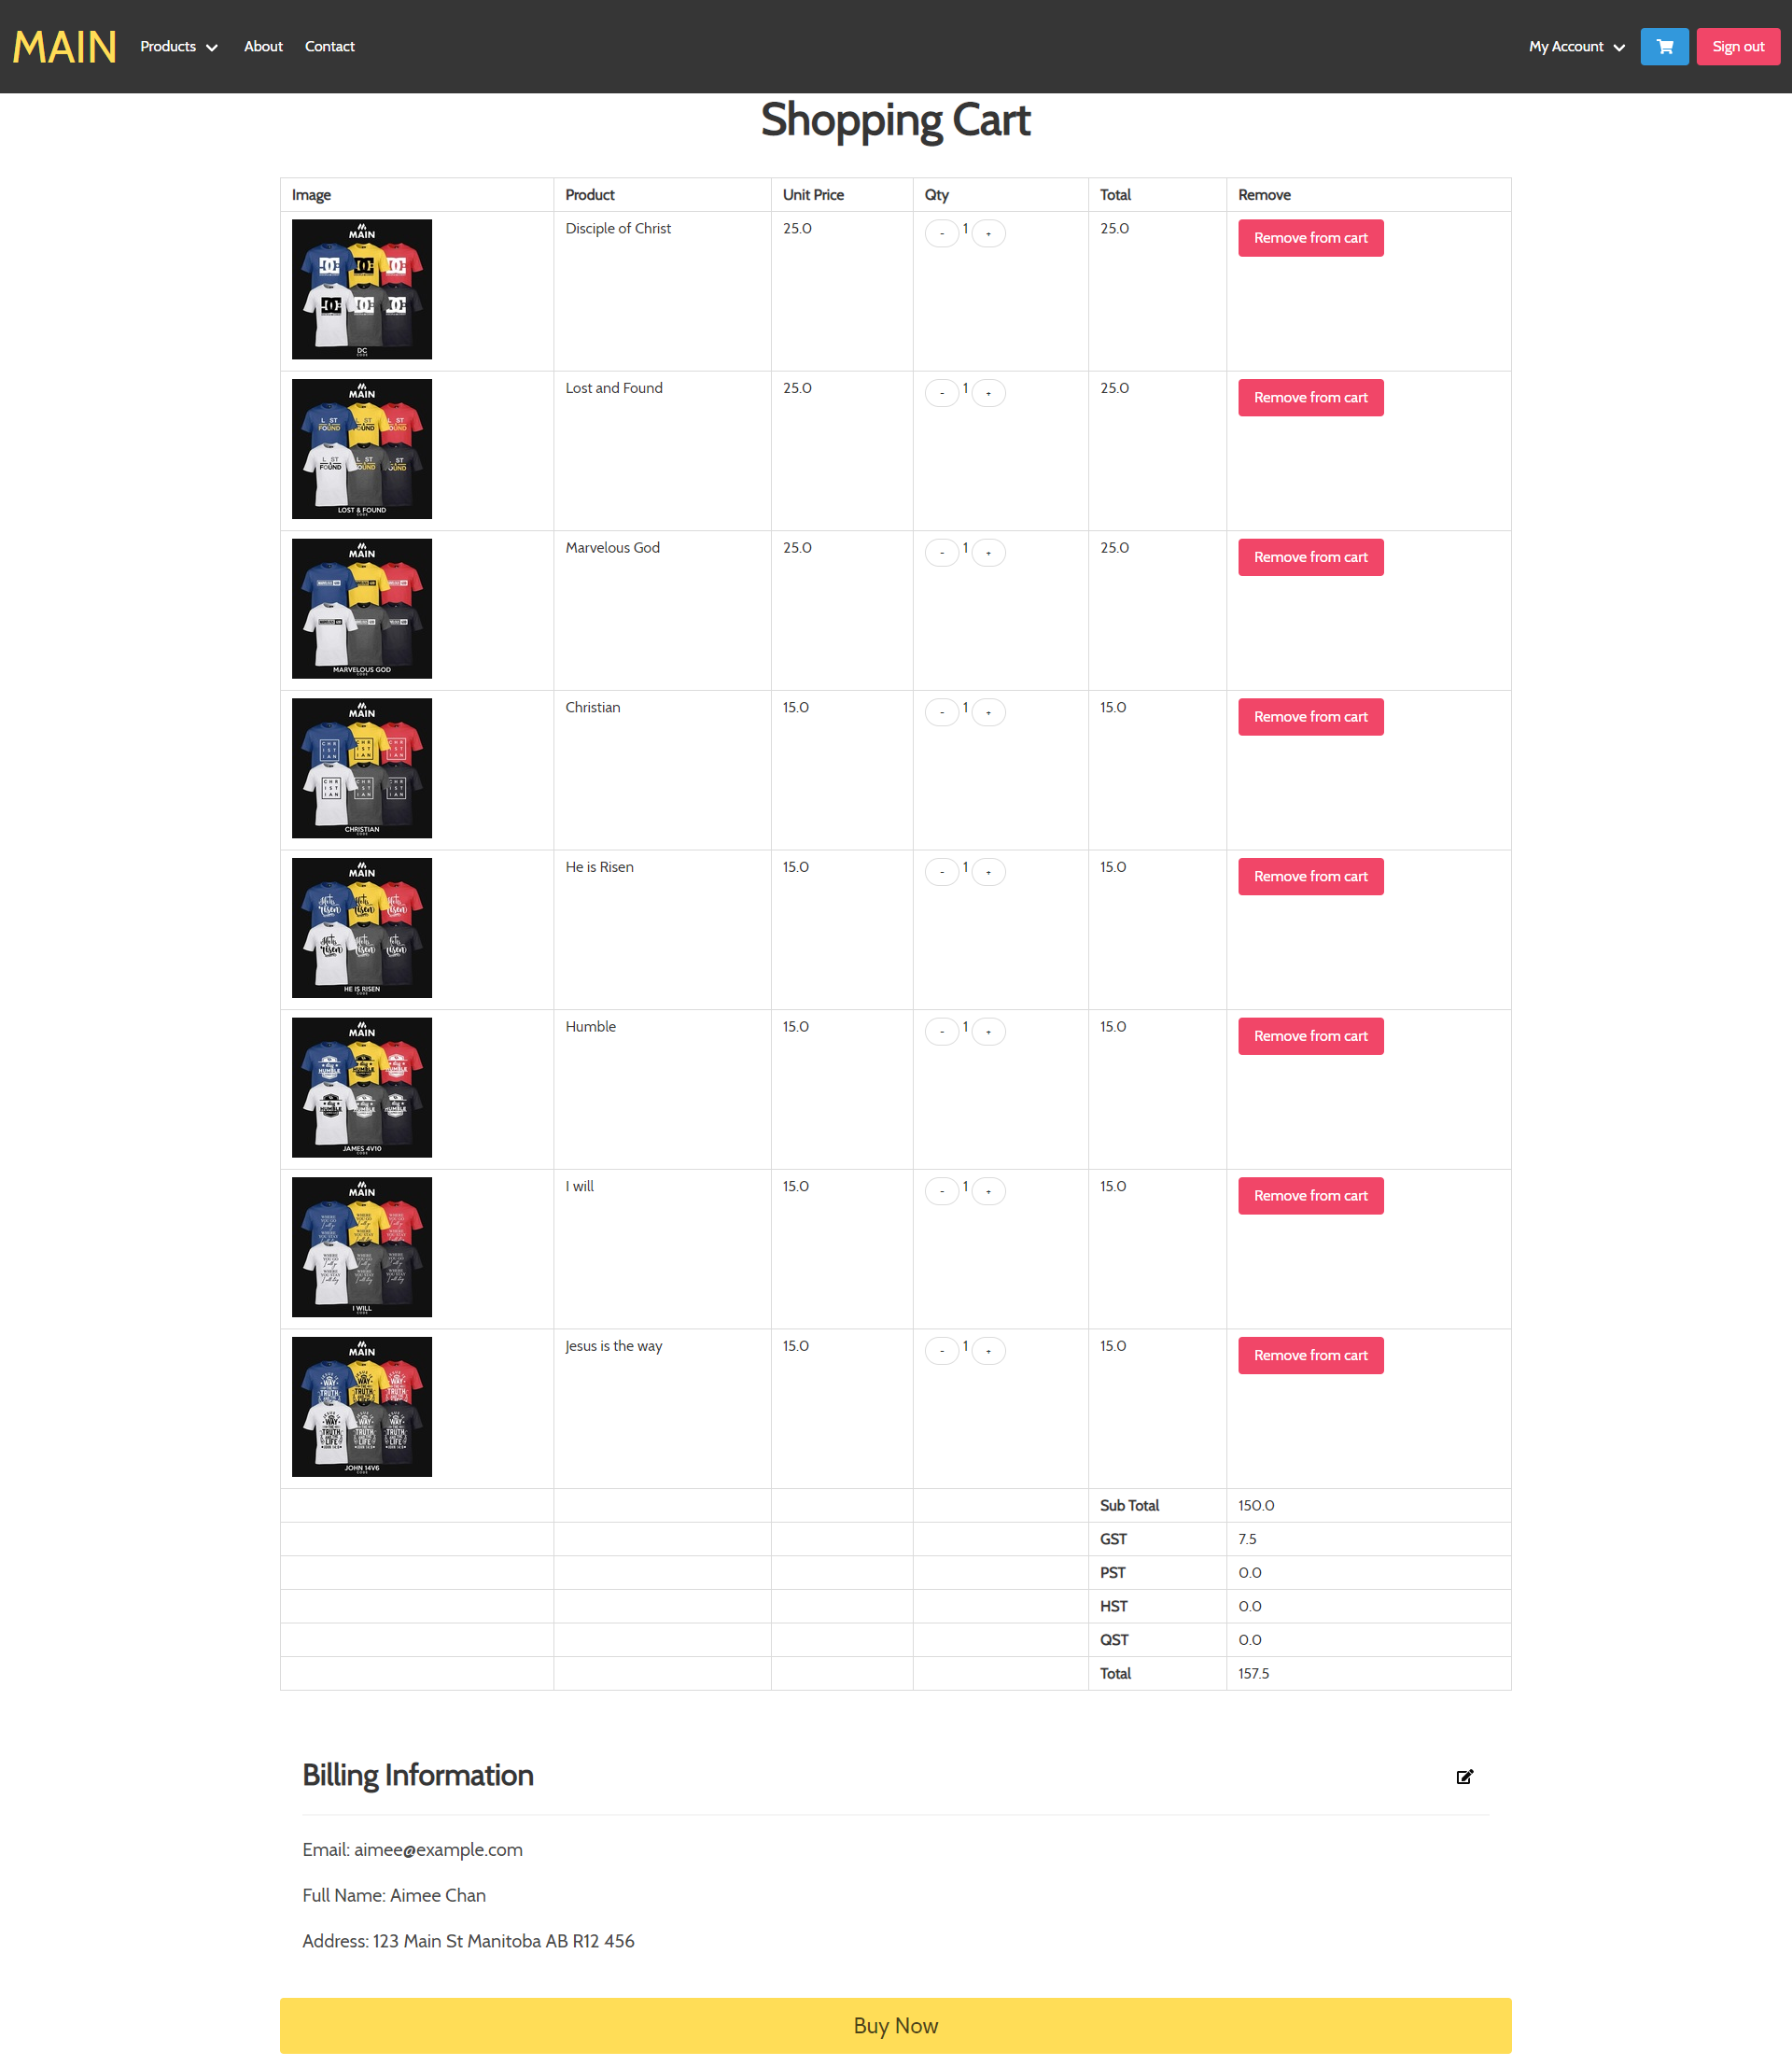 MAIN Products About Contact My Account Sign out
Shopping Cart
Image Product Unit Price Qty Total Remove
MAIN
DC
Disciple of Christ 25.0 - 1 + 25.0 Remove from cart
MAIN
LOST & FOUND
Lost and Found 25.0 - 1 + 25.0 Remove from cart
MAIN
MARVELOUS GOD
Marvelous God 25.0 - 1 + 25.0 Remove from cart
MAIN
CHRISTIAN
Christian 15.0 - 1 + 15.0 Remove from cart
MAIN
HE IS RISEN
He is Risen 15.0 - 1 + 15.0 Remove from cart
MAIN
HUMBLE
JAMES 4V10
Humble 15.0 - 1 + 15.0 Remove from cart
MAIN
I WILL
I will 15.0 - 1 + 15.0 Remove from cart
MAIN
WAY
TRUTH
LIFE
JOHN 14V6
Jesus is the way 15.0 - 1 + 15.0 Remove from cart
Sub Total 150.0
GST 7.5
PST 0.0
HST 0.0
QST 0.0
Total 157.5
Billing Information
Email: aimee@example.com
Full Name: Aimee Chan
Address: 123 Main St Manitoba AB R12 456
Buy Now